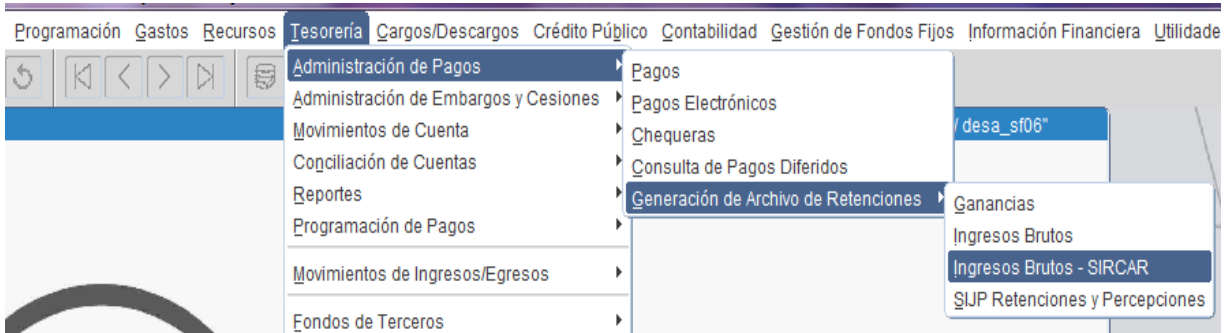 Programación Gastos Recursos Tesorería Cargos/Descargos Crédito Público Contabilidad Gestión de Fondos Fijos Información Financiera Utilidade
Administración de Pagos
Administración de Embargos y Cesiones
Movimientos de Cuenta
Conciliación de Cuentas
Reportes
Programación de Pagos
Movimientos de Ingresos/Egresos
Fondos de Terceros
Pagos
Pagos Electrónicos
Chequeras
Consulta de Pagos Diferidos
Generación de Archivo de Retenciones
/ desa_sf06"
Ganancias
Ingresos Brutos
Ingresos Brutos - SIRCAR
SIJP Retenciones y Percepciones